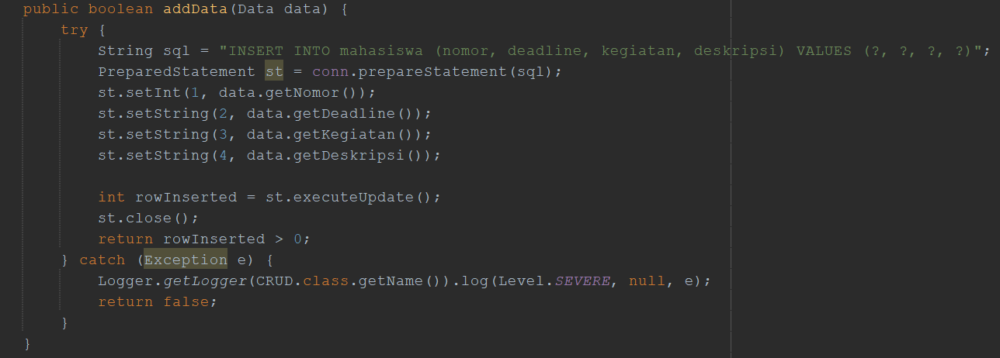 public boolean addData(Data data) {
try {
String sql = "INSERT INTO mahasiswa (nomor, deadline, kegiatan, deskripsi) VALUES (?, ?, ?, ?)";
PreparedStatement st = conn.prepareStatement(sql);
st.setInt(1, data.getNomor());
st.setString(2, data.getDeadline());
st.setString(3, data.getKegiatan());
st.setString(4, data.getDeskripsi());
int rowInserted = st.executeUpdate();
st.close();
return rowInserted > 0;
} catch (Exception e) {
Logger.getLogger(CRUD.class.getName()).log(Level.SEVERE, null, e);
return false;
}
}